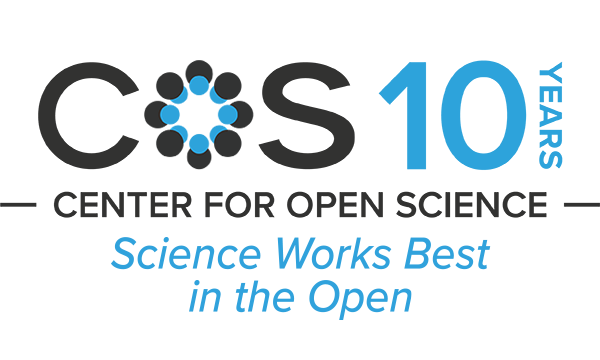 COS 10 YEARS
CENTER FOR OPEN SCIENCE
Science Works Best
in the Open